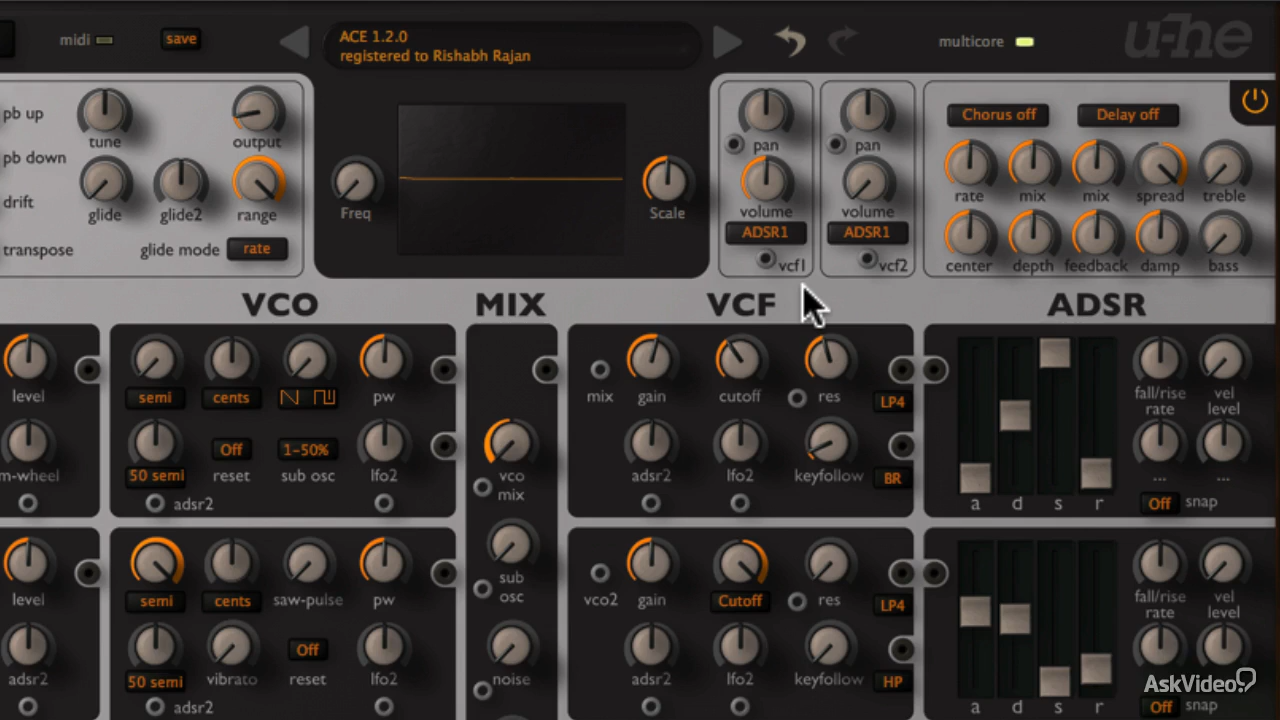 midi
save
ACE 1.2.0
registered to Rishabh Rajan
multicore
u-he
pb up
tune
output
pb down
drift
glide
glide2
range
transpose
glide mode
rate
Freq
Scale
pan
volume
ADSR1
vcf1
pan
volume
ADSR1
vcf2
Chorus off
Delay off
rate
mix
mix
spread
treble
center
depth
feedback
damp
bass
VCO
MIX
VCF
ADSR
level
m-wheel
semi
cents
pw
50 semi
Off
reset
1-50%
sub osc
lfo2
adsr2
vco
mix
sub
osc
noise
mix
gain
cutoff
res
LP4
adsr2
lfo2
keyfollow
BR
a
d
s
r
fall/rise
rate
vel
level
...
...
Off
snap
level
adsr2
semi
cents
saw-pulse
pw
50 semi
vibrato
Off
reset
lfo2
adsr2
vco2
gain
Cutoff
res
LP4
adsr2
lfo2
keyfollow
HP
a
d
s
r
fall/rise
rate
vel
level
Off
snap
AskVideo